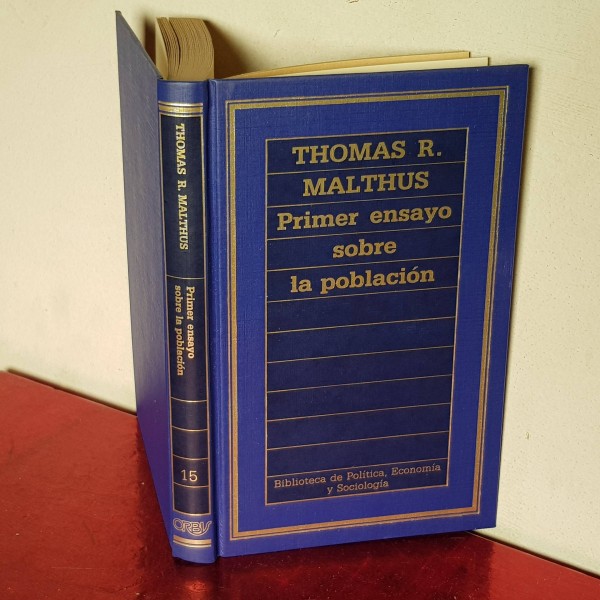 THOMAS R. MALTHUS
Primer ensayo
sobre la población
15
ORBIS
THOMAS R.
MALTHUS
Primer ensayo
sobre
la población
Biblioteca de Política, Economía
y Sociología